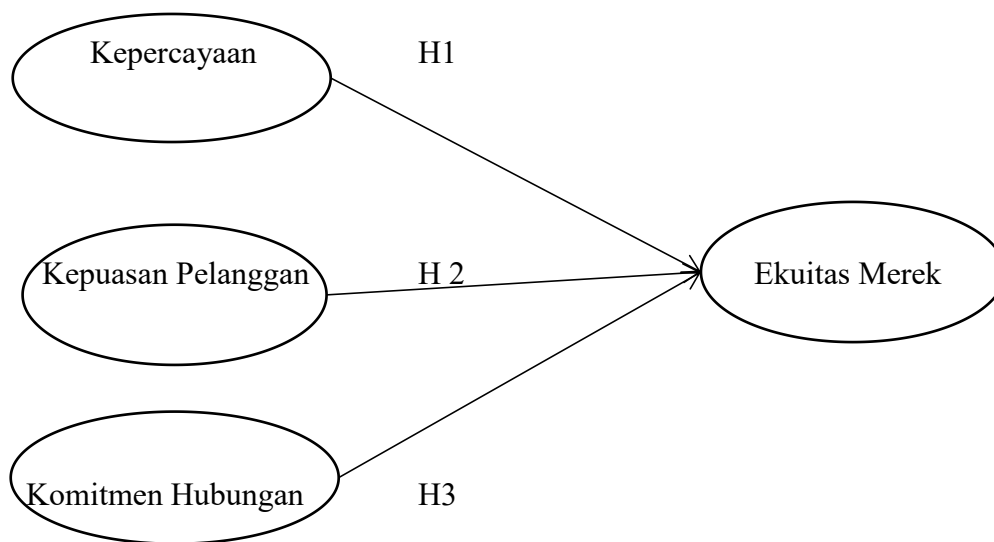 Kepercayaan
H1
Kepuasan Pelanggan
H 2
Ekuitas Merek
Komitmen Hubungan
H3